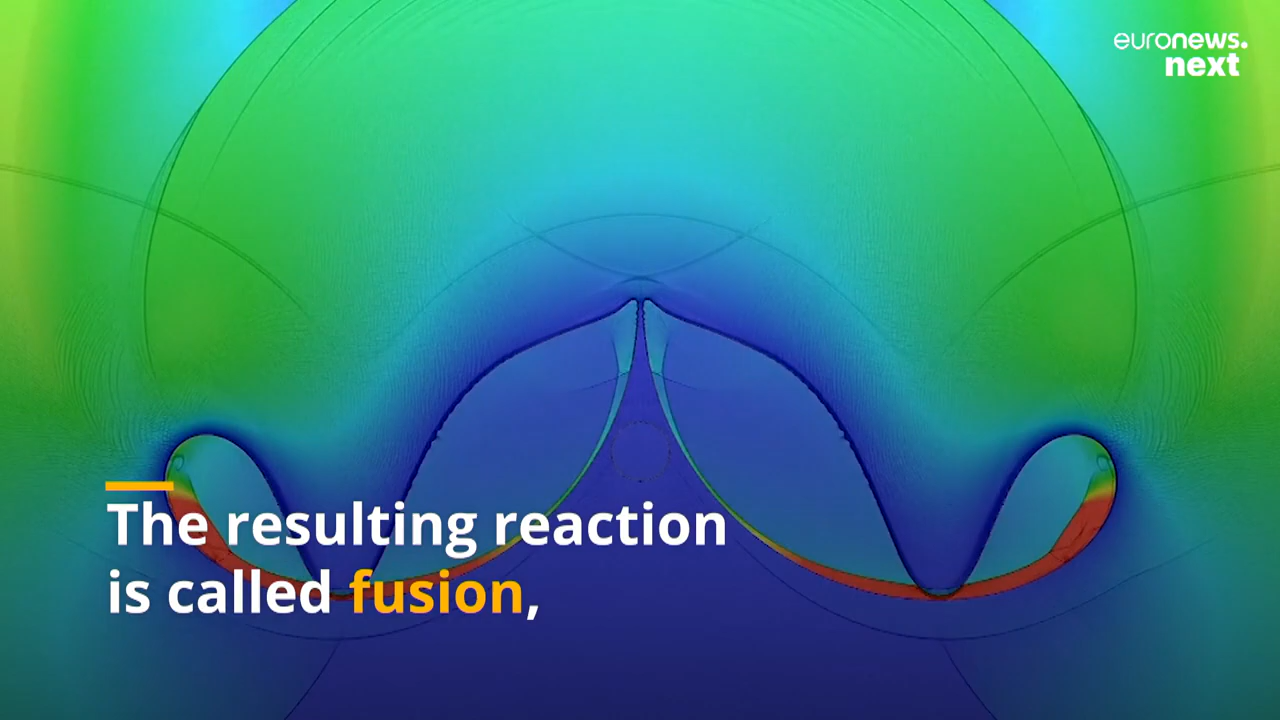 euronews.
next
The resulting reaction
is called fusion,